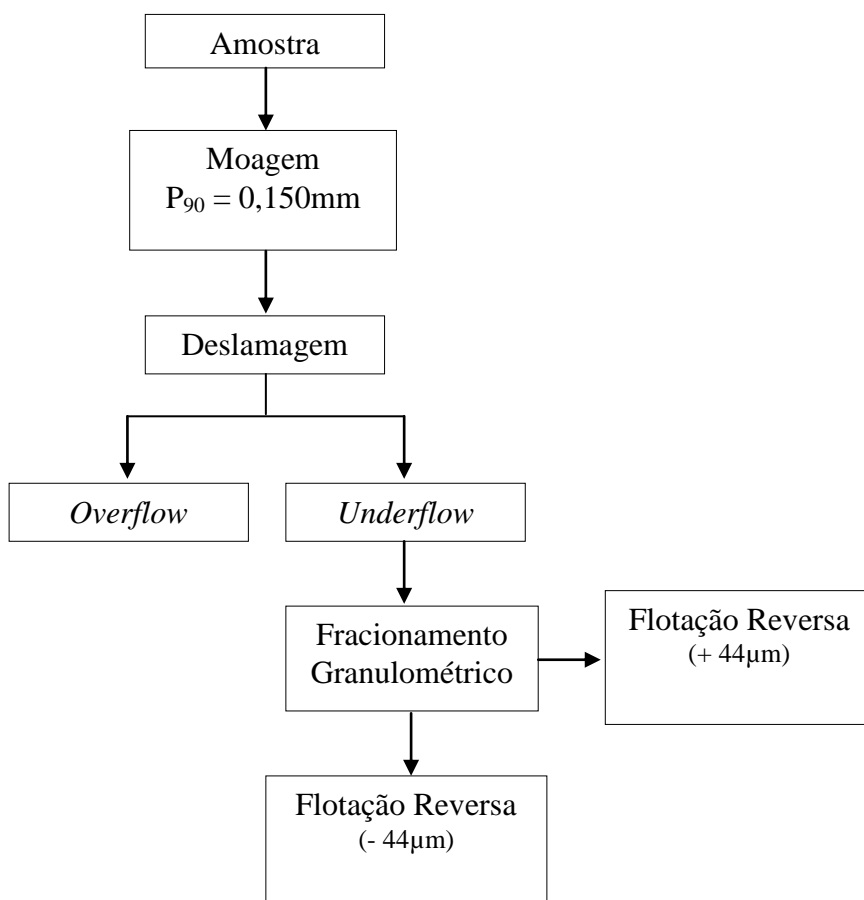 Amostra
Moagem
P₉₀ = 0,150mm
Deslamagem
Overflow
Underflow
Fracionamento
Granulométrico
Flotação Reversa
(+ 44µm)
Flotação Reversa
(- 44µm)